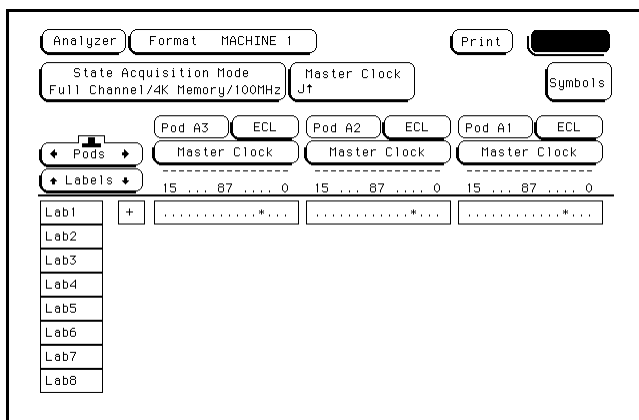 Analyzer Format MACHINE 1 Print
State Acquisition Mode
Full Channel/4K Memory/100MHz
Master Clock
J↑
Symbols
Pod A3 ECL Pod A2 ECL Pod A1 ECL
← Pods → Master Clock Master Clock Master Clock
↑ Labels ↓
15 ... 87 .... 0 15 ... 87 .... 0 15 ... 87 .... 0
Lab1 + ............*... ............*... ............*...
Lab2
Lab3
Lab4
Lab5
Lab6
Lab7
Lab8